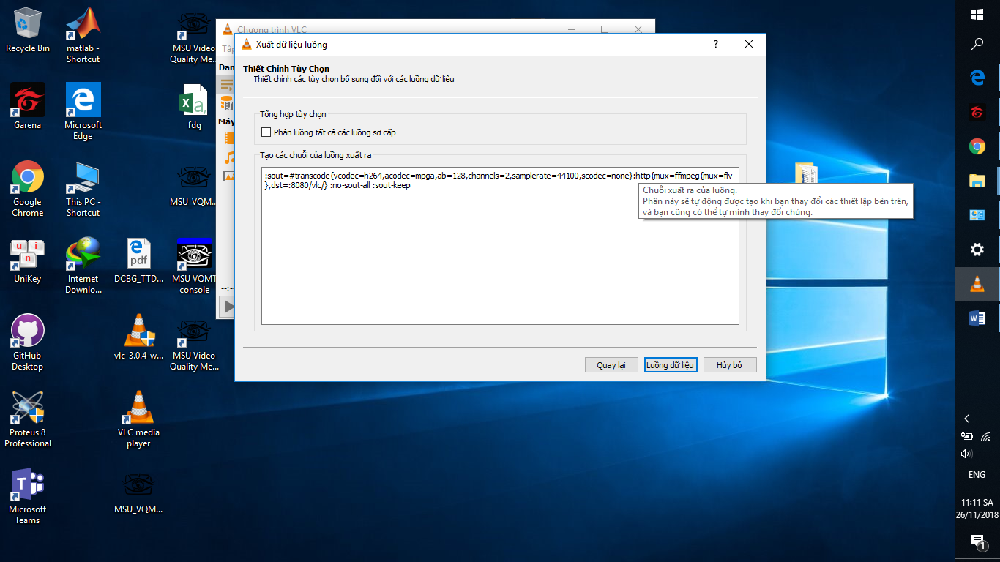 Recycle Bin
matlab -
Shortcut
MSU Video
Quality Me...
Garena
Microsoft
Edge
fdg
Google
Chrome
This PC -
Shortcut
MSU_VQM...
UniKey
Internet
Downlo...
DCBG_TTD...
MSU VQMT
console
GitHub
Desktop
vlc-3.0.4-w...
MSU Video
Quality Me...
Proteus 8
Professional
VLC media
player
Microsoft
Teams
MSU_VQM...
Chương trình VLC
Tập
Dan
Máy
--:--
Xuất dữ liệu luồng
Thiết Chỉnh Tùy Chọn
Thiết chỉnh các tùy chọn bổ sung đối với các luồng dữ liệu
Tổng hợp tùy chọn
Phân luồng tất cả các luồng sơ cấp
Tạo các chuỗi của luồng xuất ra
:sout=#transcode{vcodec=h264,acodec=mpga,ab=128,channels=2,samplerate=44100,scodec=none}:http{mux=ffmpeg{mux=flv
},dst=:8080/vlc/} :no-sout-all :sout-keep
Chuỗi xuất ra của luồng.
Phần này sẽ tự động được tạo khi bạn thay đổi các thiết lập bên trên,
và bạn cũng có thể tự mình thay đổi chúng.
Quay lại
Luồng dữ liệu
Hủy bỏ
ENG
11:11 SA
26/11/2018
1